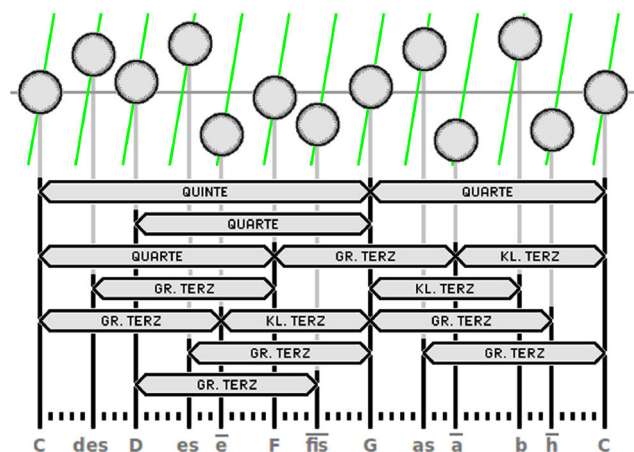 QUINTE QUARTE
QUARTE
QUARTE GR. TERZ KL. TERZ
GR. TERZ KL. TERZ
GR. TERZ KL. TERZ GR. TERZ
GR. TERZ GR. TERZ
GR. TERZ
C des D es e̅ F f̅i̅s̅ G as a̅ b h̅ C